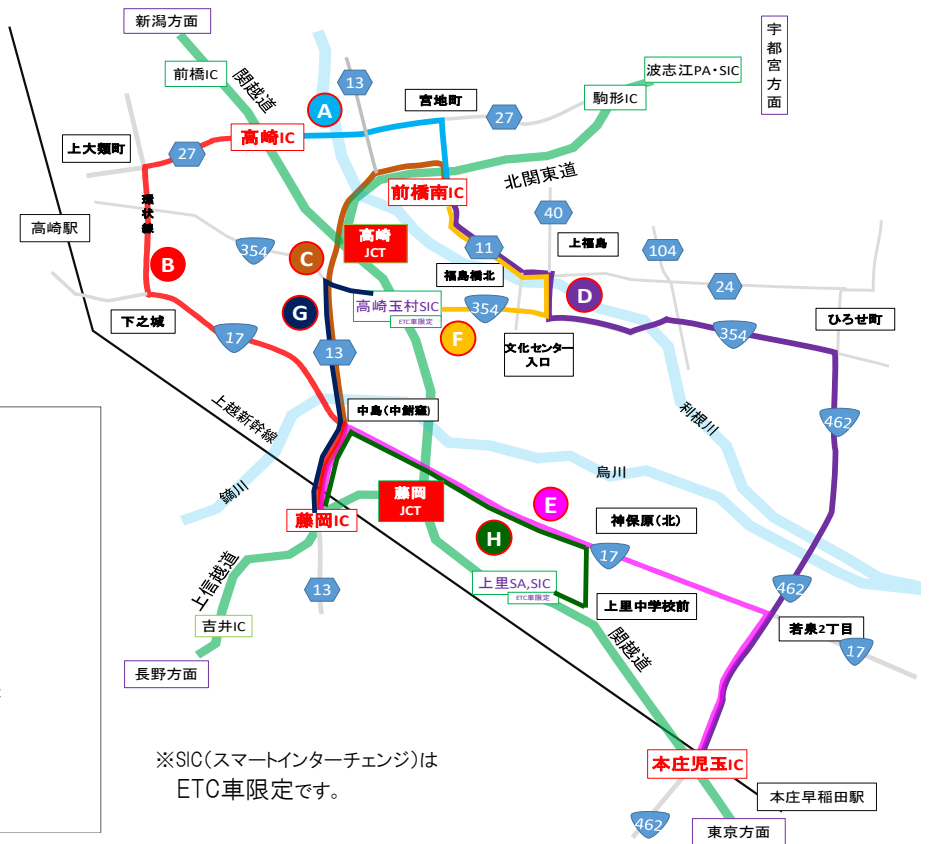 新潟方面
宇都宮方面
前橋IC
関越道
13
波志江PA・SIC
駒形IC
A
宮地町
27
高崎IC
上大類町
27
北関東道
前橋南IC
環状線
40
高崎駅
高崎
JCT
354
C
11
上福島
104
B
福島橋北
24
D
G
高崎玉村SIC
ETC車限定
354
354
ひろせ町
下之城
17
F
文化センター
入口
13
上越新幹線
中島(中鮎窪)
利根川
462
烏川
鏑川
藤岡
JCT
E
藤岡IC
神保原(北)
H
17
上信越道
13
上里SA,SIC
ETC車限定
462
上里中学校前
吉井IC
関越道
若泉2丁目
17
長野方面
※SIC(スマートインターチェンジ)は
ETC車限定です。
本庄児玉IC
本庄早稲田駅
462
東京方面